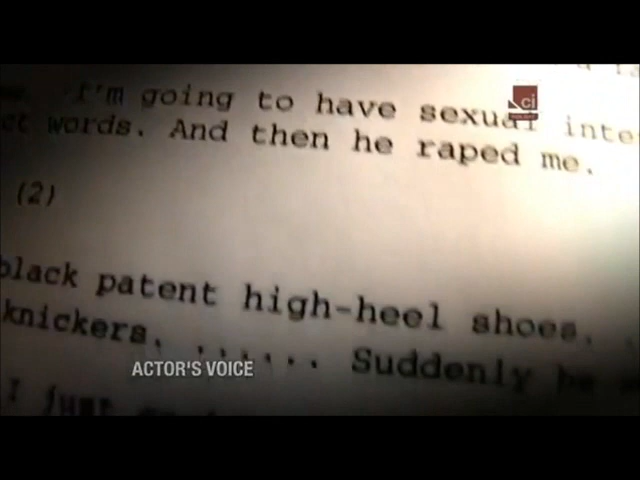 I'm going to have sexual
words. And then he raped me.
(2)
black patent high-heel shoes.
knickers. ...... Suddenly he
I just
ACTOR'S VOICE
ci